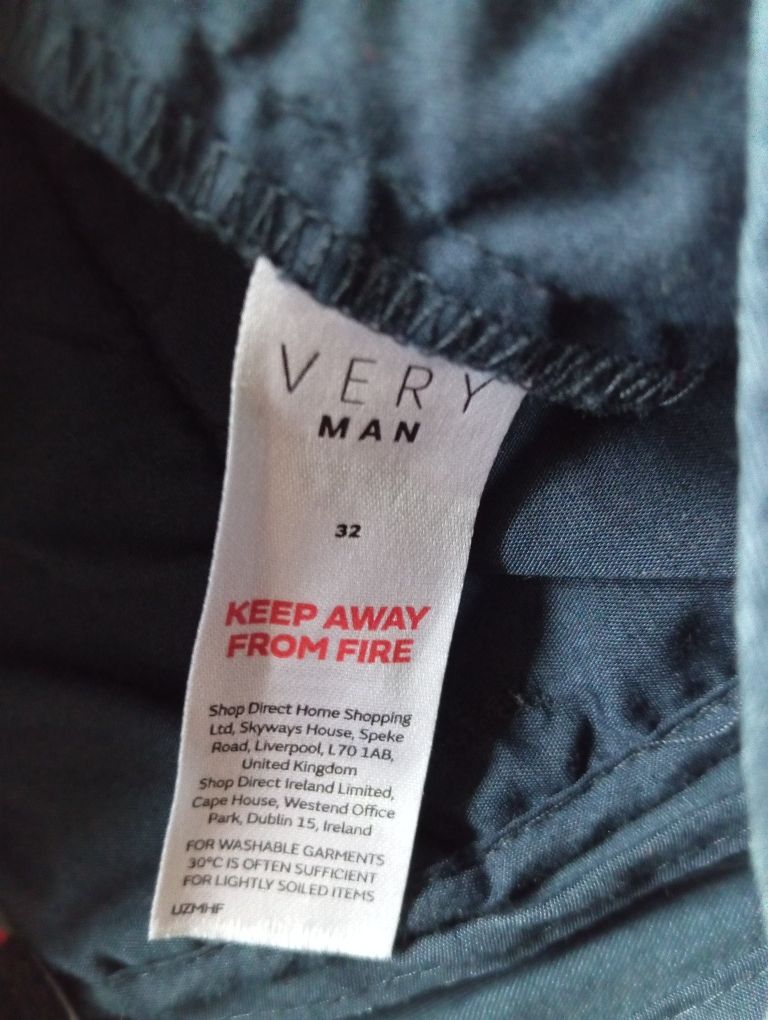 VERY
MAN
32
KEEP AWAY
FROM FIRE
Shop Direct Home Shopping
Ltd, Skyways House, Speke
Road, Liverpool, L70 1AB,
United Kingdom
Shop Direct Ireland Limited,
Cape House, Westend Office
Park, Dublin 15, Ireland
FOR WASHABLE GARMENTS
30°C IS OFTEN SUFFICIENT
FOR LIGHTLY SOILED ITEMS
UZMHF